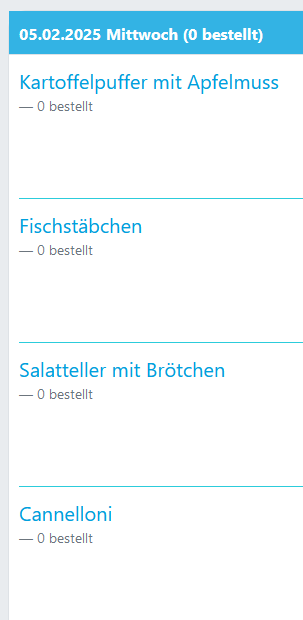 05.02.2025 Mittwoch (0 bestellt)
Kartoffelpuffer mit Apfelmuss
— 0 bestellt
Fischstäbchen
— 0 bestellt
Salatteller mit Brötchen
— 0 bestellt
Cannelloni
— 0 bestellt